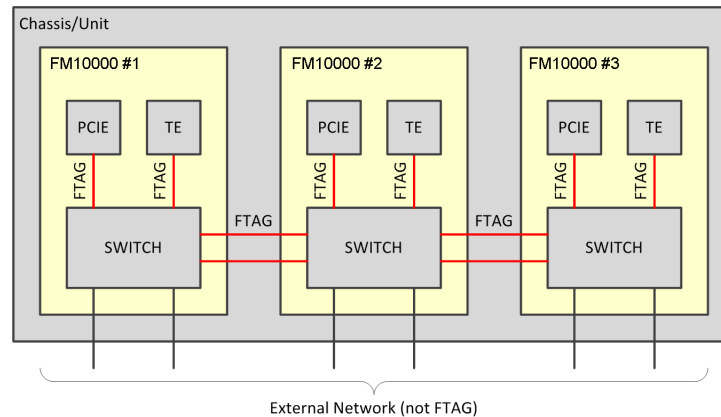 Chassis/Unit
FM10000 #1
FM10000 #2
FM10000 #3
PCIE
TE
PCIE
TE
PCIE
TE
FTAG
FTAG
FTAG
FTAG
FTAG
FTAG
FTAG
FTAG
SWITCH
SWITCH
SWITCH
External Network (not FTAG)